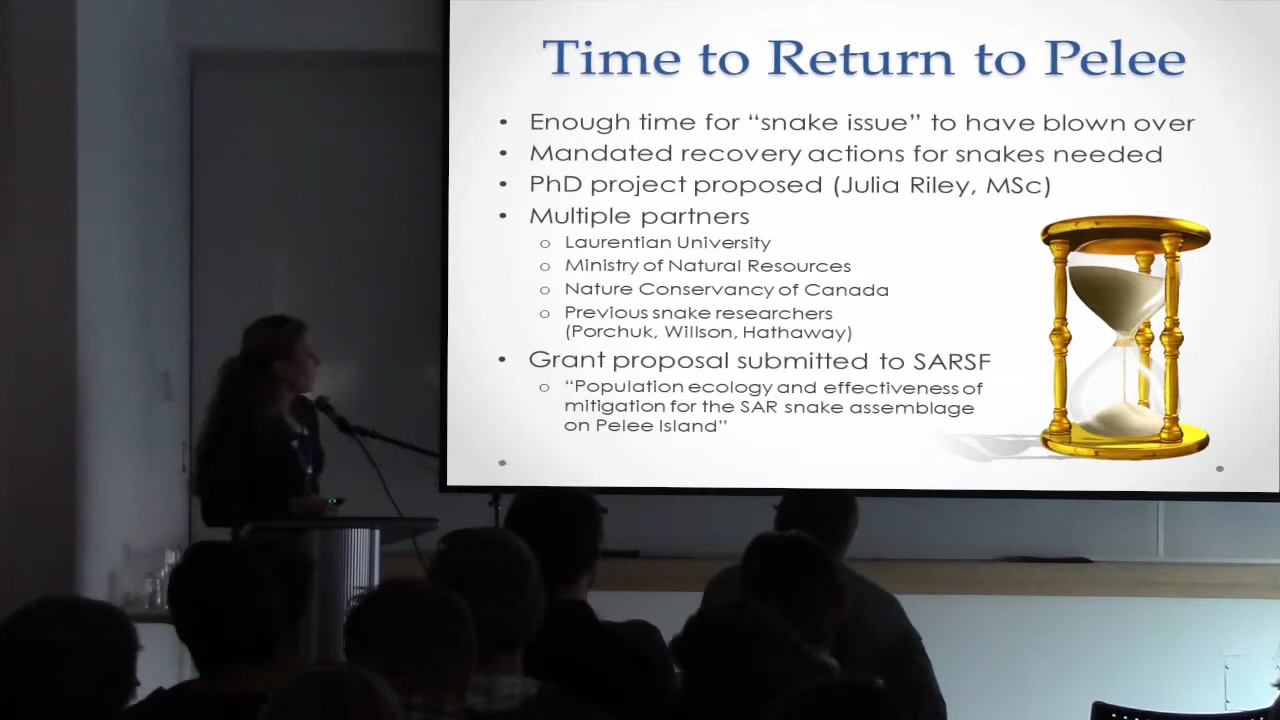 Time to Return to Pelee
• Enough time for “snake issue” to have blown over
• Mandated recovery actions for snakes needed
• PhD project proposed (Julia Riley, MSc)
• Multiple partners
o Laurentian University
o Ministry of Natural Resources
o Nature Conservancy of Canada
o Previous snake researchers
(Porchuk, Willson, Hathaway)
• Grant proposal submitted to SARSF
o “Population ecology and effectiveness of
mitigation for the SAR snake assemblage
on Pelee Island”